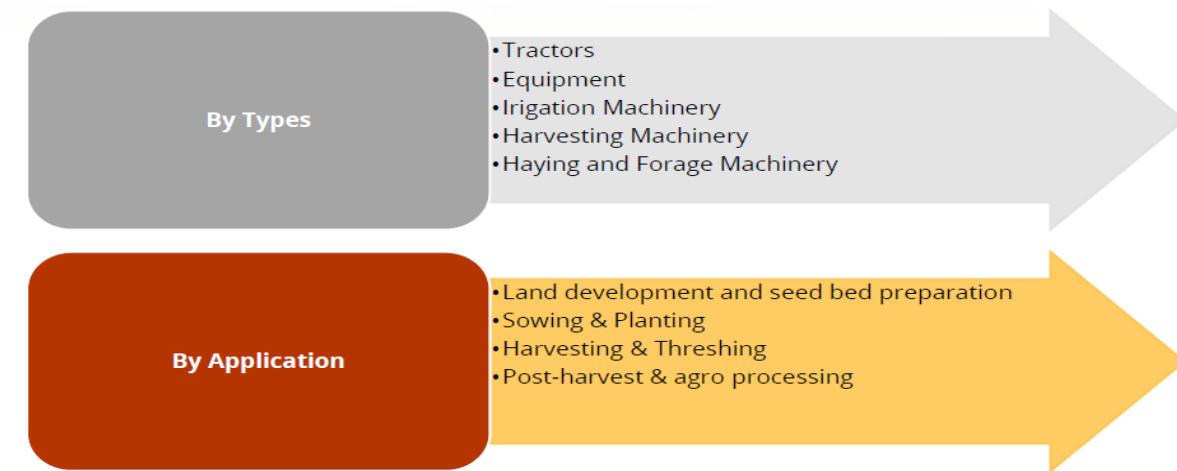 By Types
•Tractors
•Equipment
•Irigation Machinery
•Harvesting Machinery
•Haying and Forage Machinery
By Application
•Land development and seed bed preparation
•Sowing & Planting
•Harvesting & Threshing
•Post-harvest & agro processing